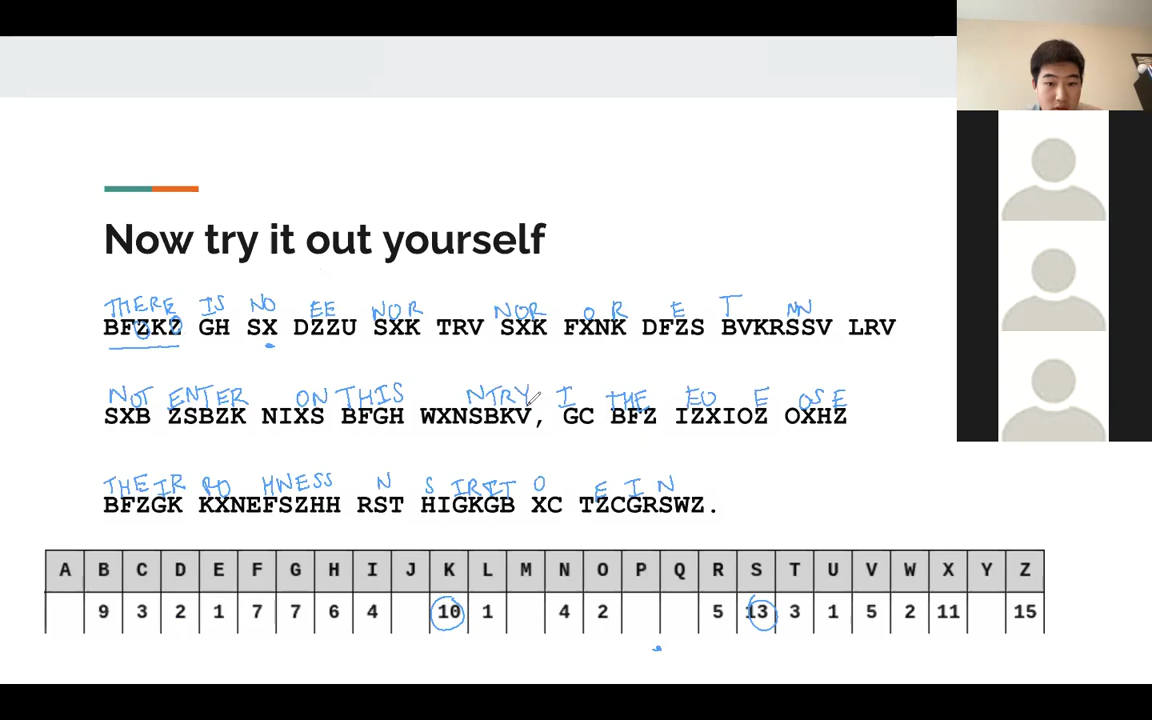 Now try it out yourself
THERE IS NO EE NOR NOR O R E T NN
BFZKZ GH SX DZZU SXK TRV SXK FXNK DFZS BVKRSSV LRV
NOT ENTER ON THIS NTRY I THE EO E OSE
SXB ZSBZK NIXS BFGH WXNSBKV, GC BFZ IZXIOZ OXHZ
THEIR RO HNESS N S IRIT O E I N
BFZGK KXNEFSZHH RST HIGKGB XC TZCGRSWZ.
A B C D E F G H I J K L M N O P Q R S T U V W X Y Z
9 3 2 1 7 7 6 4 10 1 4 2 5 13 3 1 5 2 11 15